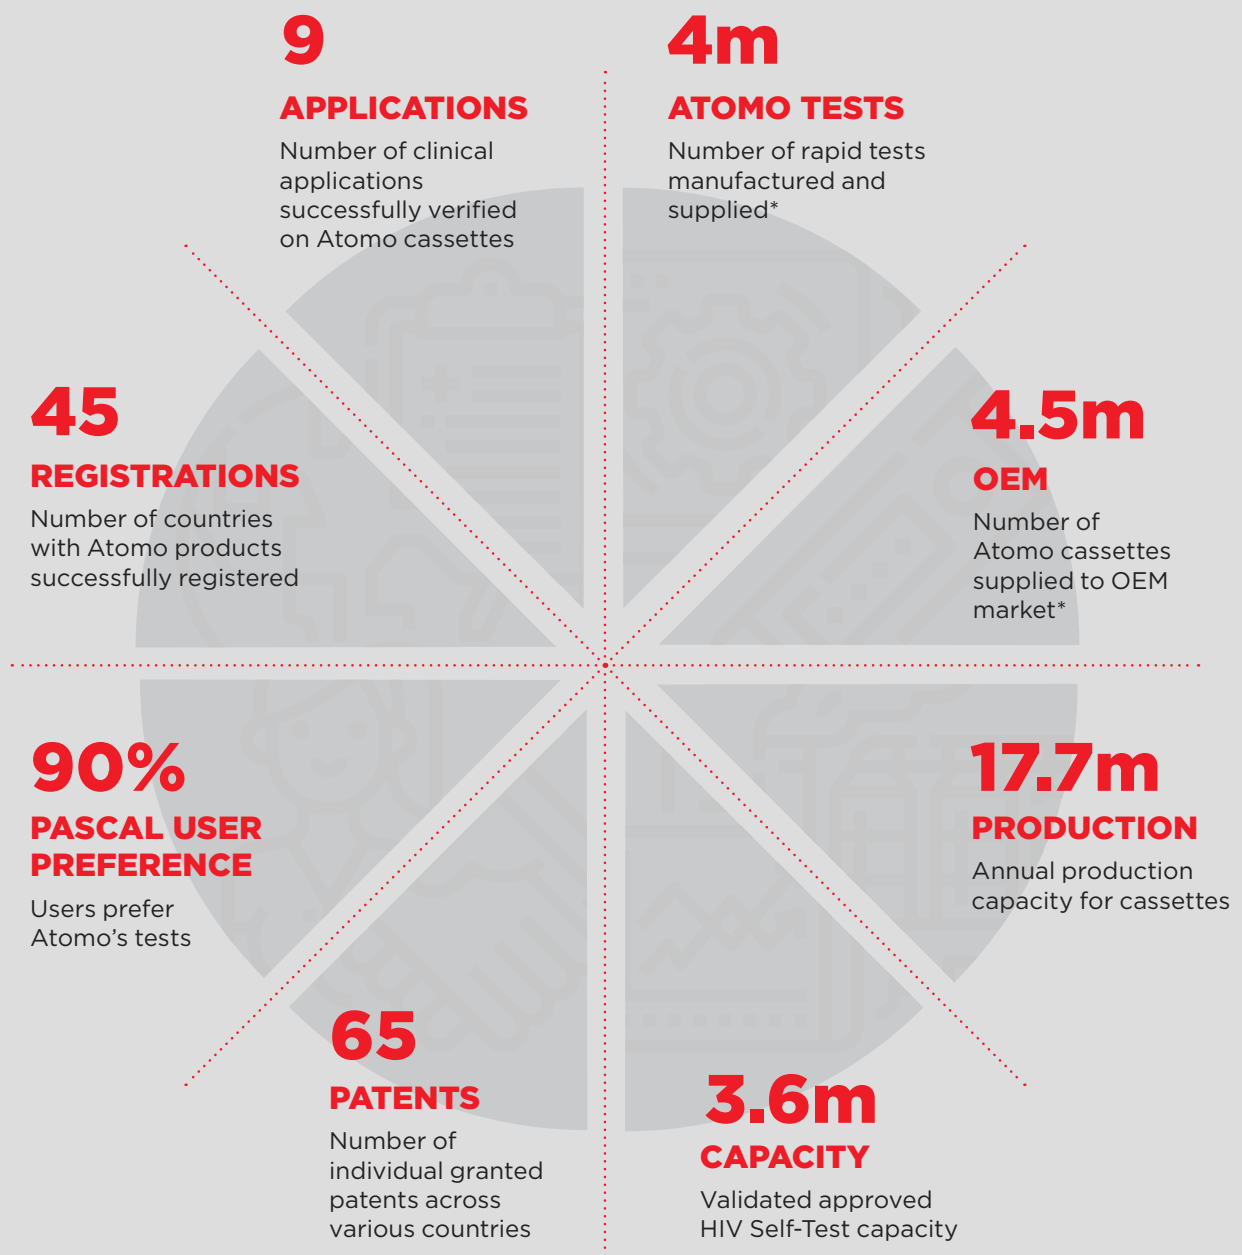 9
APPLICATIONS
Number of clinical
applications
successfully verified
on Atomo cassettes
4m
ATOMO TESTS
Number of rapid tests
manufactured and
supplied*
45
REGISTRATIONS
Number of countries
with Atomo products
successfully registered
4.5m
OEM
Number of
Atomo cassettes
supplied to OEM
market*
90%
PASCAL USER
PREFERENCE
Users prefer
Atomo’s tests
17.7m
PRODUCTION
Annual production
capacity for cassettes
65
PATENTS
Number of
individual granted
patents across
various countries
3.6m
CAPACITY
Validated approved
HIV Self-Test capacity